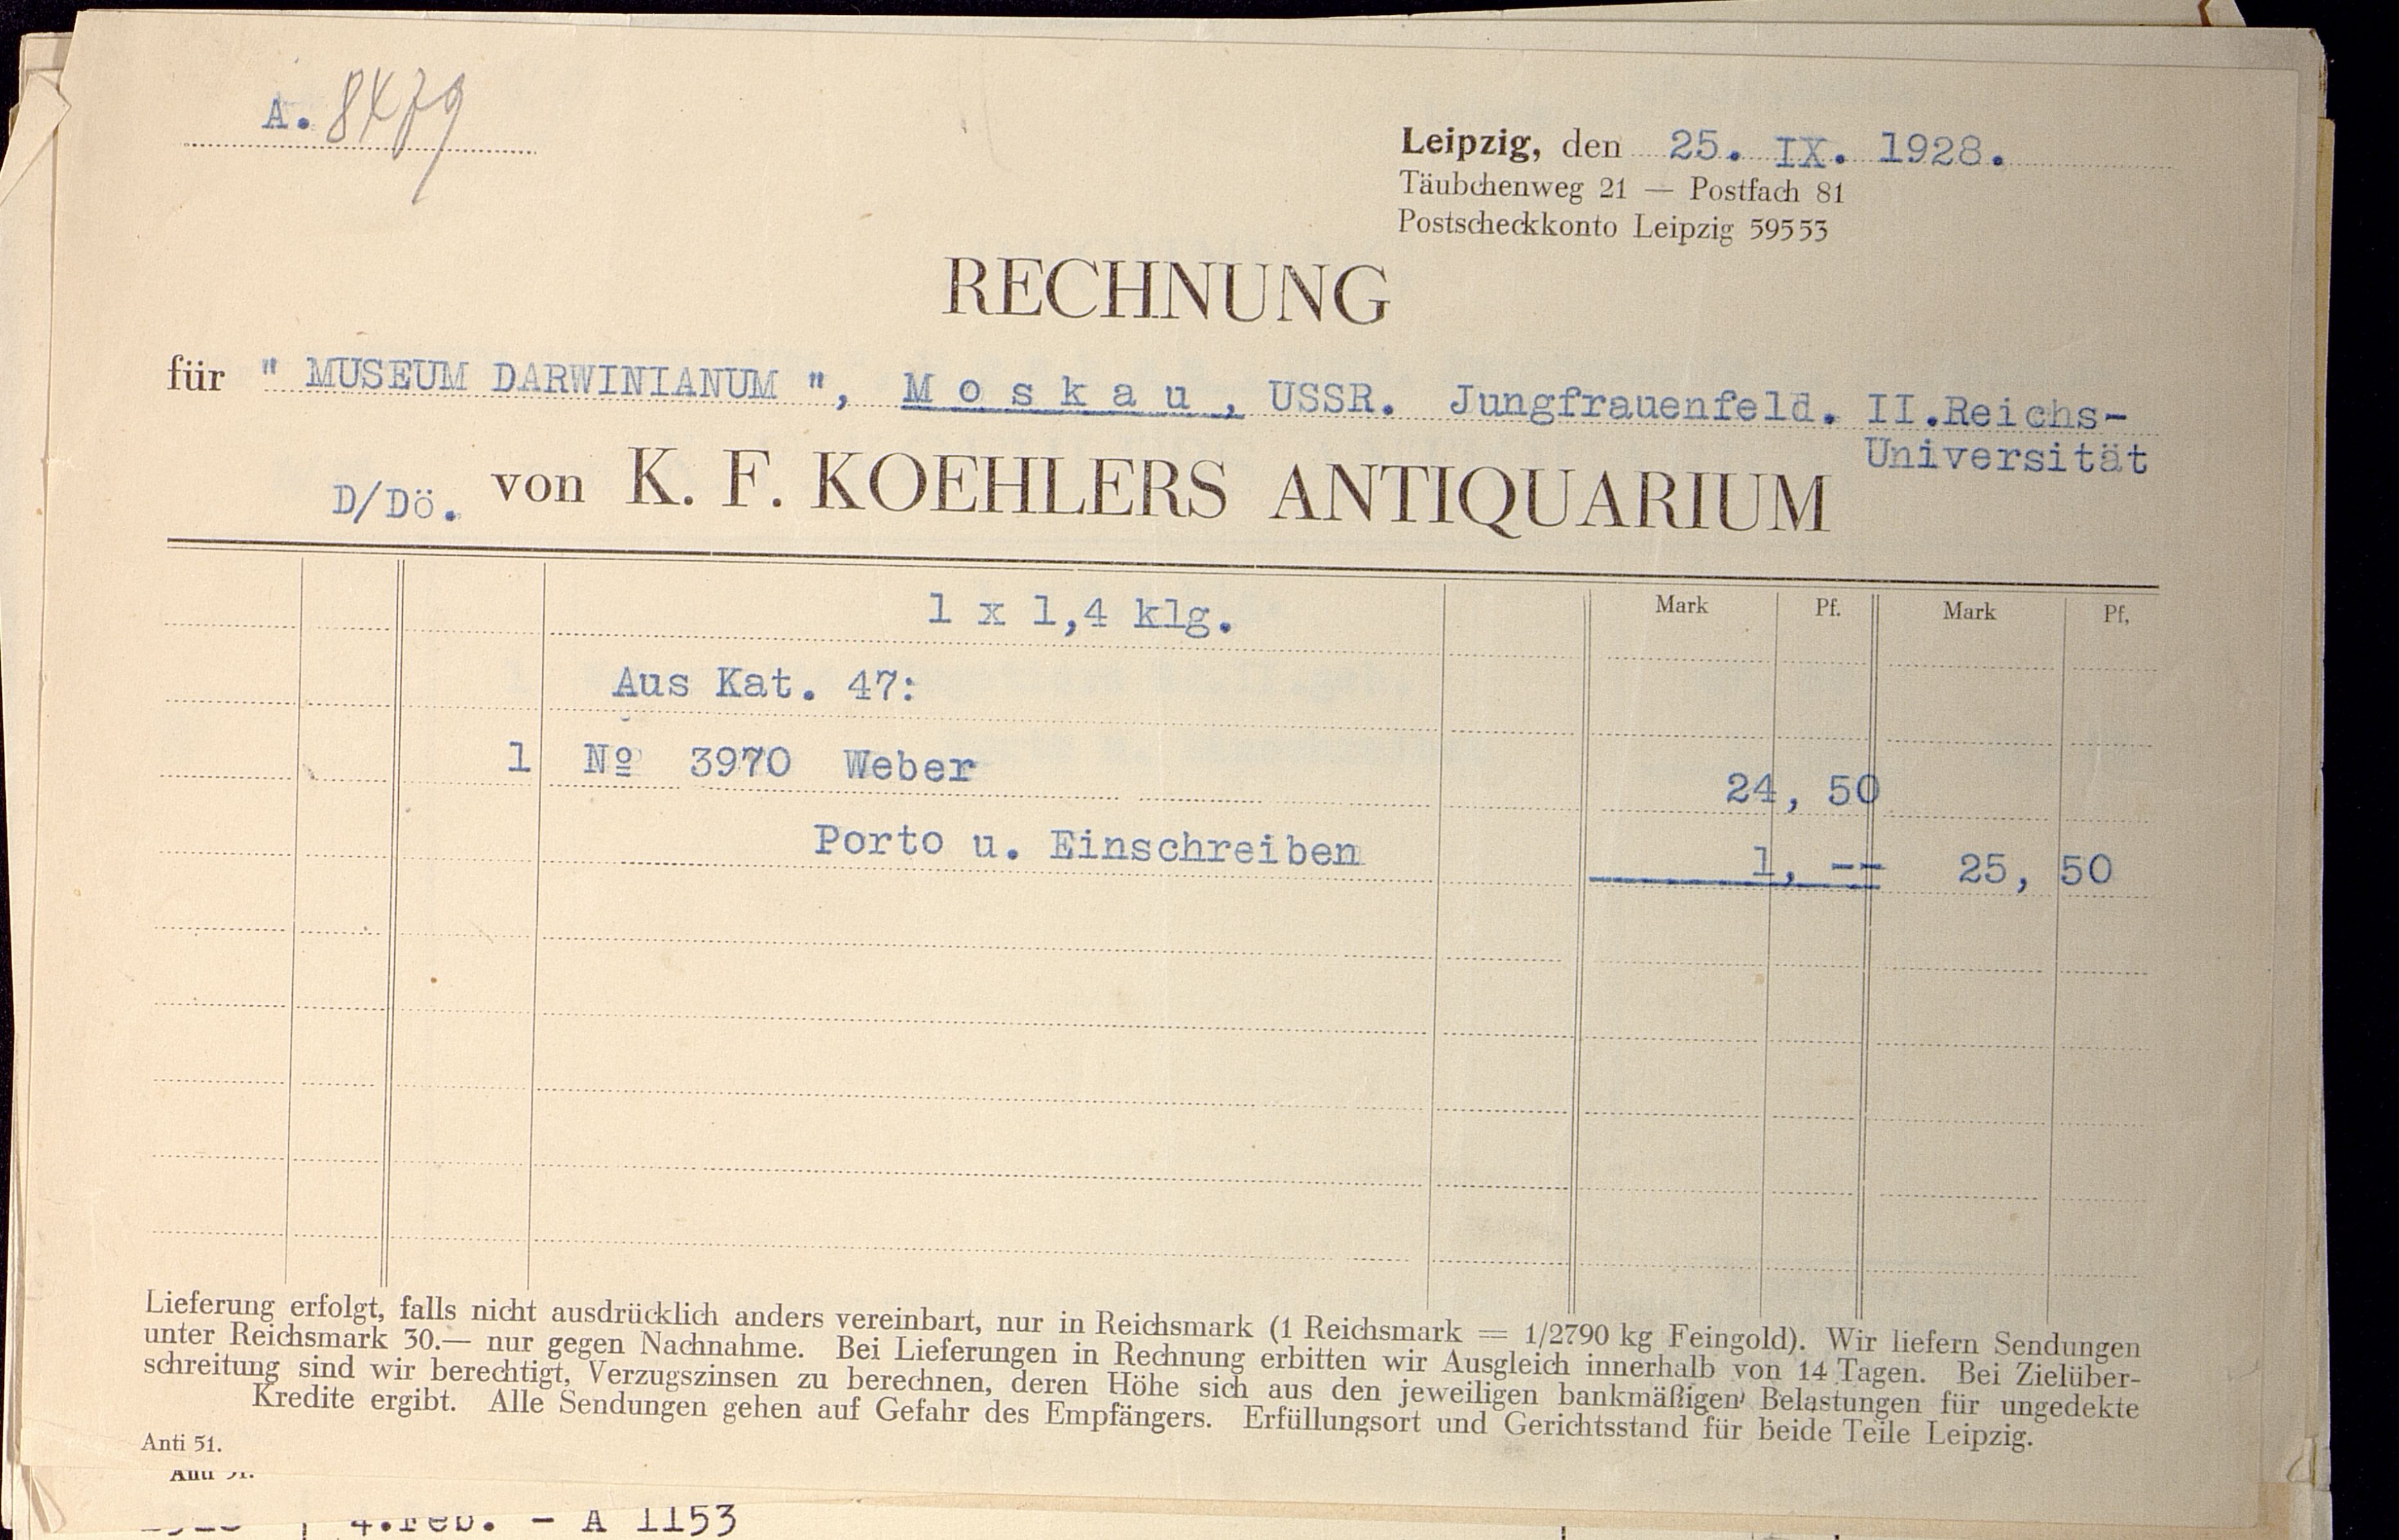 A. 8479
Leipzig, den 25. IX. 1928.
Täubchenweg 21 — Postfach 81
Postscheckkonto Leipzig 59553
RECHNUNG
für " MUSEUM DARWINIANUM ", Moskau, USSR. Jungfrauenfeld. II.Reichs-
Universität
D/Dö. von K. F. KOEHLERS ANTIQUARIUM
1 x 1,4 klg.
Mark Pf. Mark Pf,
Aus Kat. 47:
1 Nº 3970 Weber 24, 50
Porto u. Einschreiben 1, -- 25, 50
Lieferung erfolgt, falls nicht ausdrücklich anders vereinbart, nur in Reichsmark (1 Reichsmark = 1/2790 kg Feingold). Wir liefern Sendungen
unter Reichsmark 30.— nur gegen Nachnahme. Bei Lieferungen in Rechnung erbitten wir Ausgleich innerhalb von 14 Tagen. Bei Zielüber-
schreitung sind wir berechtigt, Verzugszinsen zu berechnen, deren Höhe sich aus den jeweiligen bankmäßigen Belastungen für ungedekte
Kredite ergibt. Alle Sendungen gehen auf Gefahr des Empfängers. Erfüllungsort und Gerichtsstand für beide Teile Leipzig.
Anti 51.
4.Feb. - A 1153